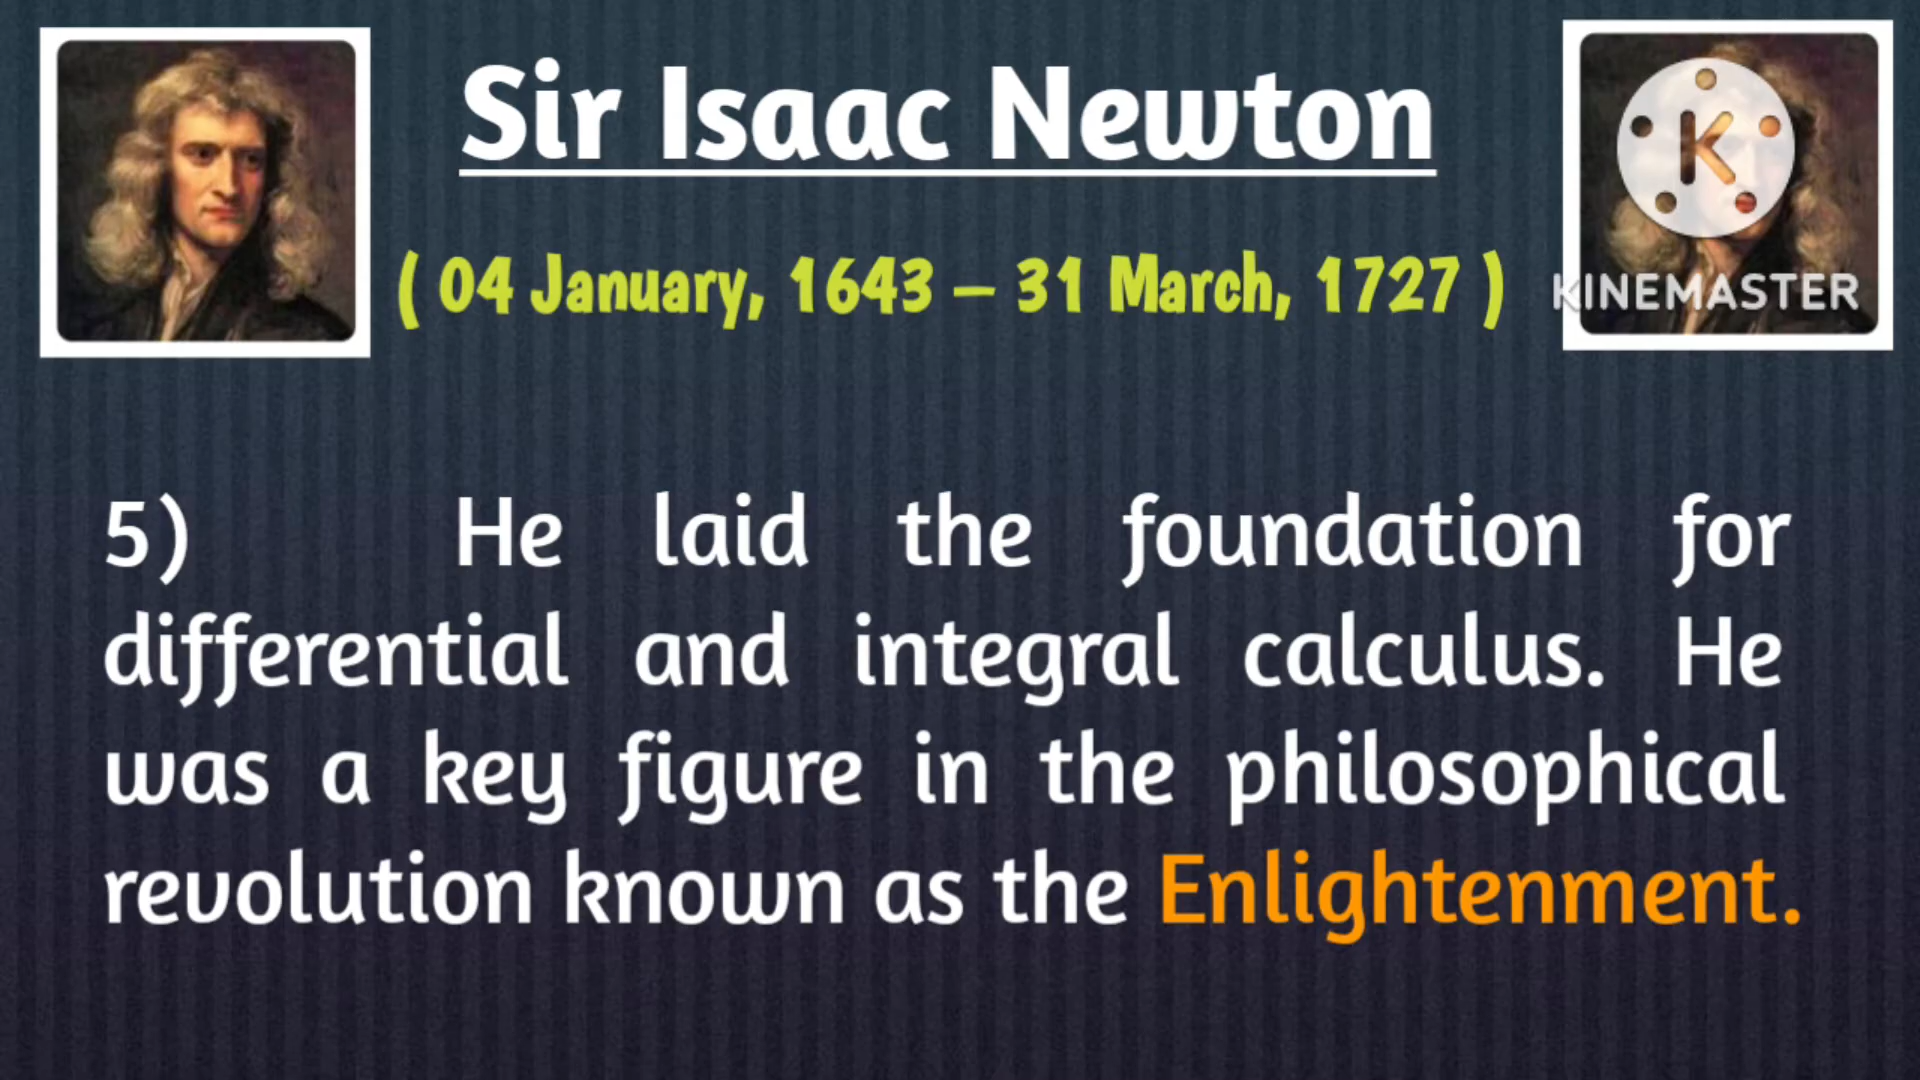 Sir Isaac Newton
( 04 January, 1643 – 31 March, 1727 )
K
KINEMASTER
5) He laid the foundation for
differential and integral calculus. He
was a key figure in the philosophical
revolution known as the Enlightenment.